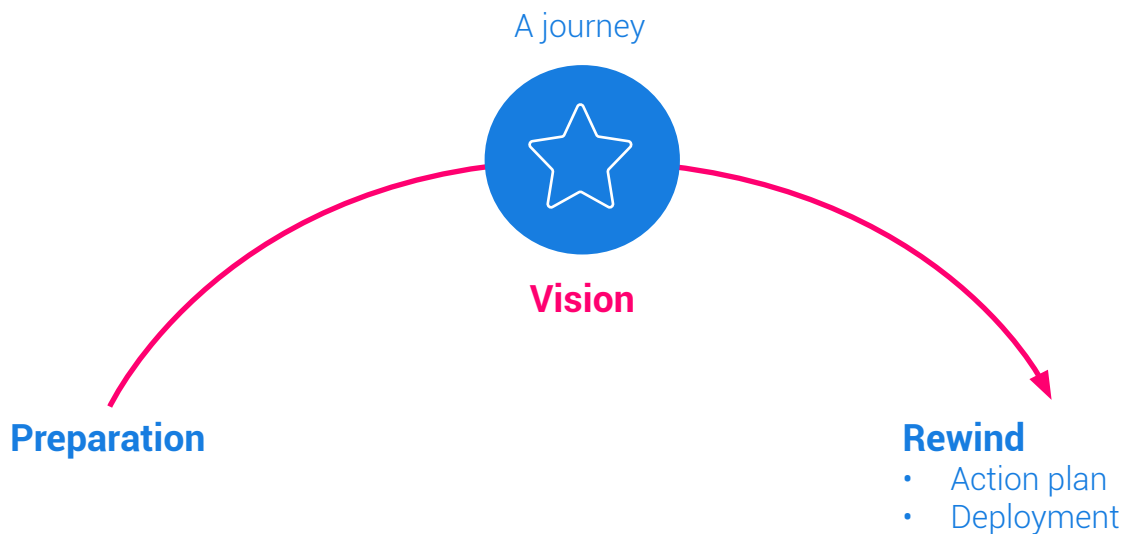 A journey
Vision
Preparation
Rewind
• Action plan
• Deployment